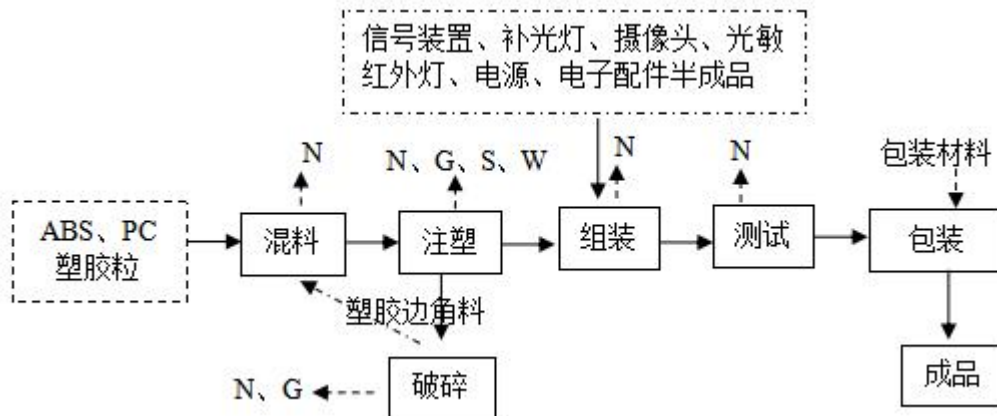 信号装置、补光灯、摄像头、光敏
红外灯、电源、电子配件半成品
N
N、G、S、W
N
N
包装材料
ABS、PC
塑胶粒
混料
注塑
组装
测试
包装
塑胶边角料
N、G
破碎
成品